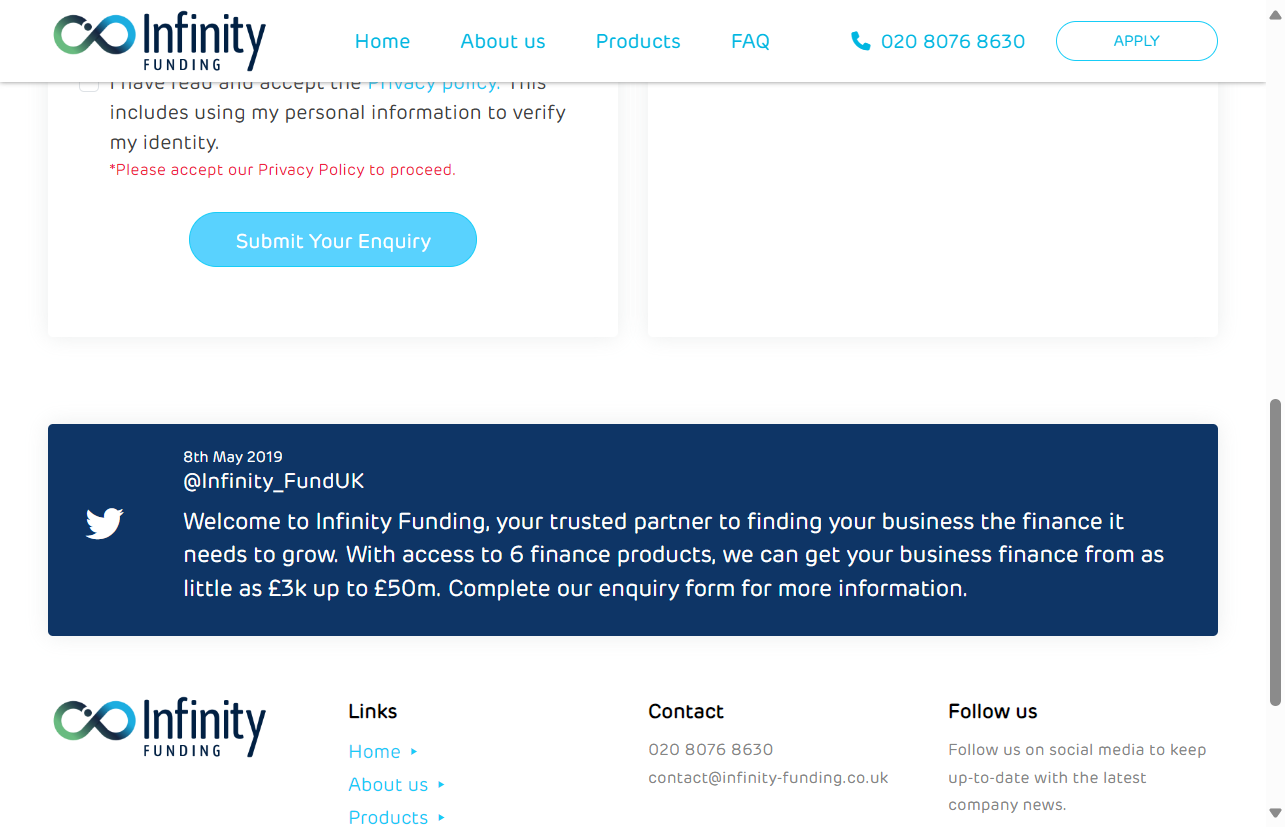 Infinity
FUNDING
Home
About us
Products
FAQ
020 8076 8630
APPLY
I have read and accept the Privacy policy. This
includes using my personal information to verify
my identity.
*Please accept our Privacy Policy to proceed.
Submit Your Enquiry
8th May 2019
@Infinity_FundUK
Welcome to Infinity Funding, your trusted partner to finding your business the finance it
needs to grow. With access to 6 finance products, we can get your business finance from as
little as £3k up to £50m. Complete our enquiry form for more information.
Infinity
FUNDING
Links
Home
About us
Products
Contact
020 8076 8630
contact@infinity-funding.co.uk
Follow us
Follow us on social media to keep
up-to-date with the latest
company news.